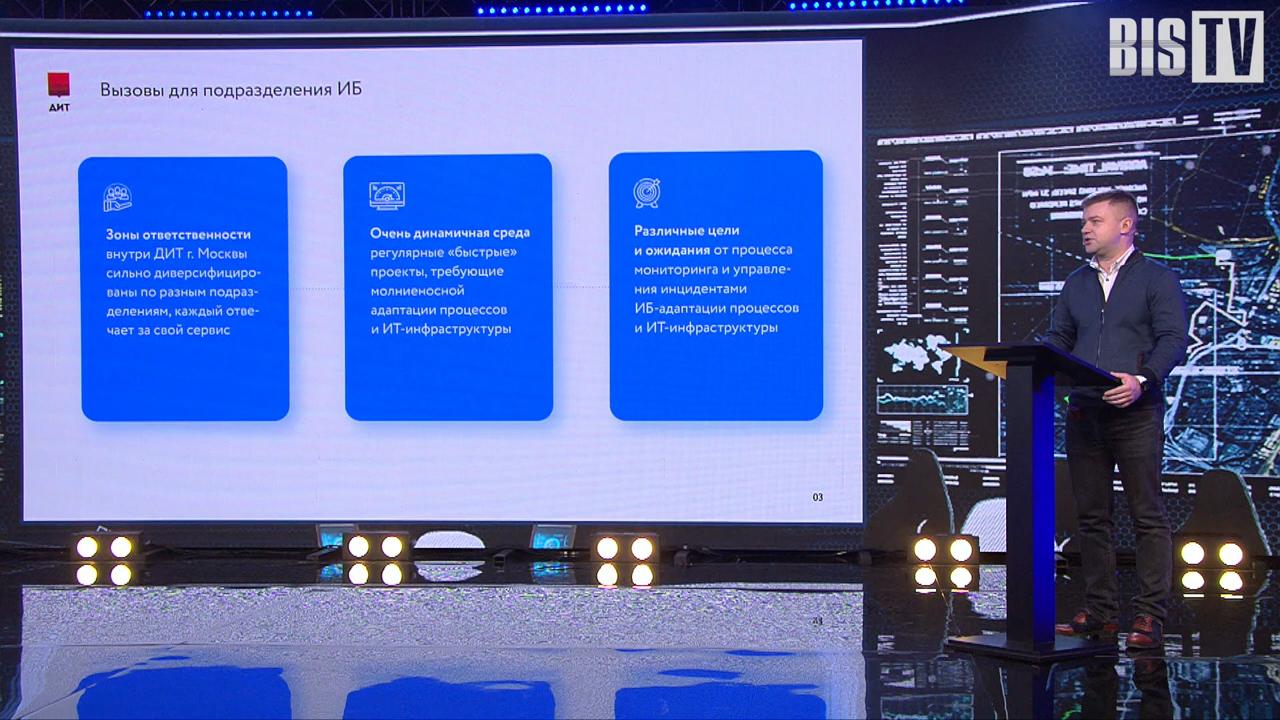 BIS TV
ДИТ
Вызовы для подразделения ИБ
Зоны ответственности
внутри ДИТ г. Москвы
сильно диверсифициро-
ваны по разным подраз-
делениям, каждый отве-
чает за свой сервис
Очень динамичная среда
регулярные «быстрые»
проекты, требующие
молниеносной
адаптации процессов
и ИТ-инфраструктуры
Различные цели
и ожидания от процесса
мониторинга и управле-
ния инцидентами
ИБ-адаптации процессов
и ИТ-инфраструктуры
03